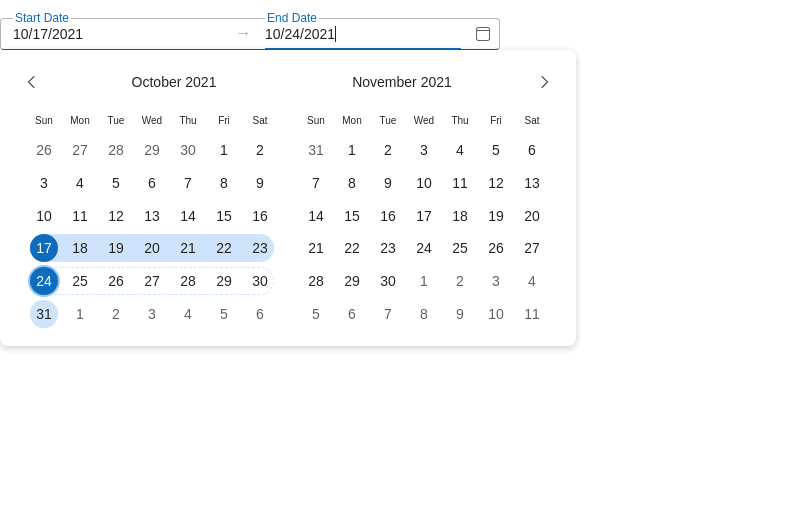 Start Date End Date
10/17/2021 → 10/24/2021
October 2021 November 2021
Sun Mon Tue Wed Thu Fri Sat Sun Mon Tue Wed Thu Fri Sat
26 27 28 29 30 1 2 31 1 2 3 4 5 6
3 4 5 6 7 8 9 7 8 9 10 11 12 13
10 11 12 13 14 15 16 14 15 16 17 18 19 20
17 18 19 20 21 22 23 21 22 23 24 25 26 27
24 25 26 27 28 29 30 28 29 30 1 2 3 4
31 1 2 3 4 5 6 5 6 7 8 9 10 11